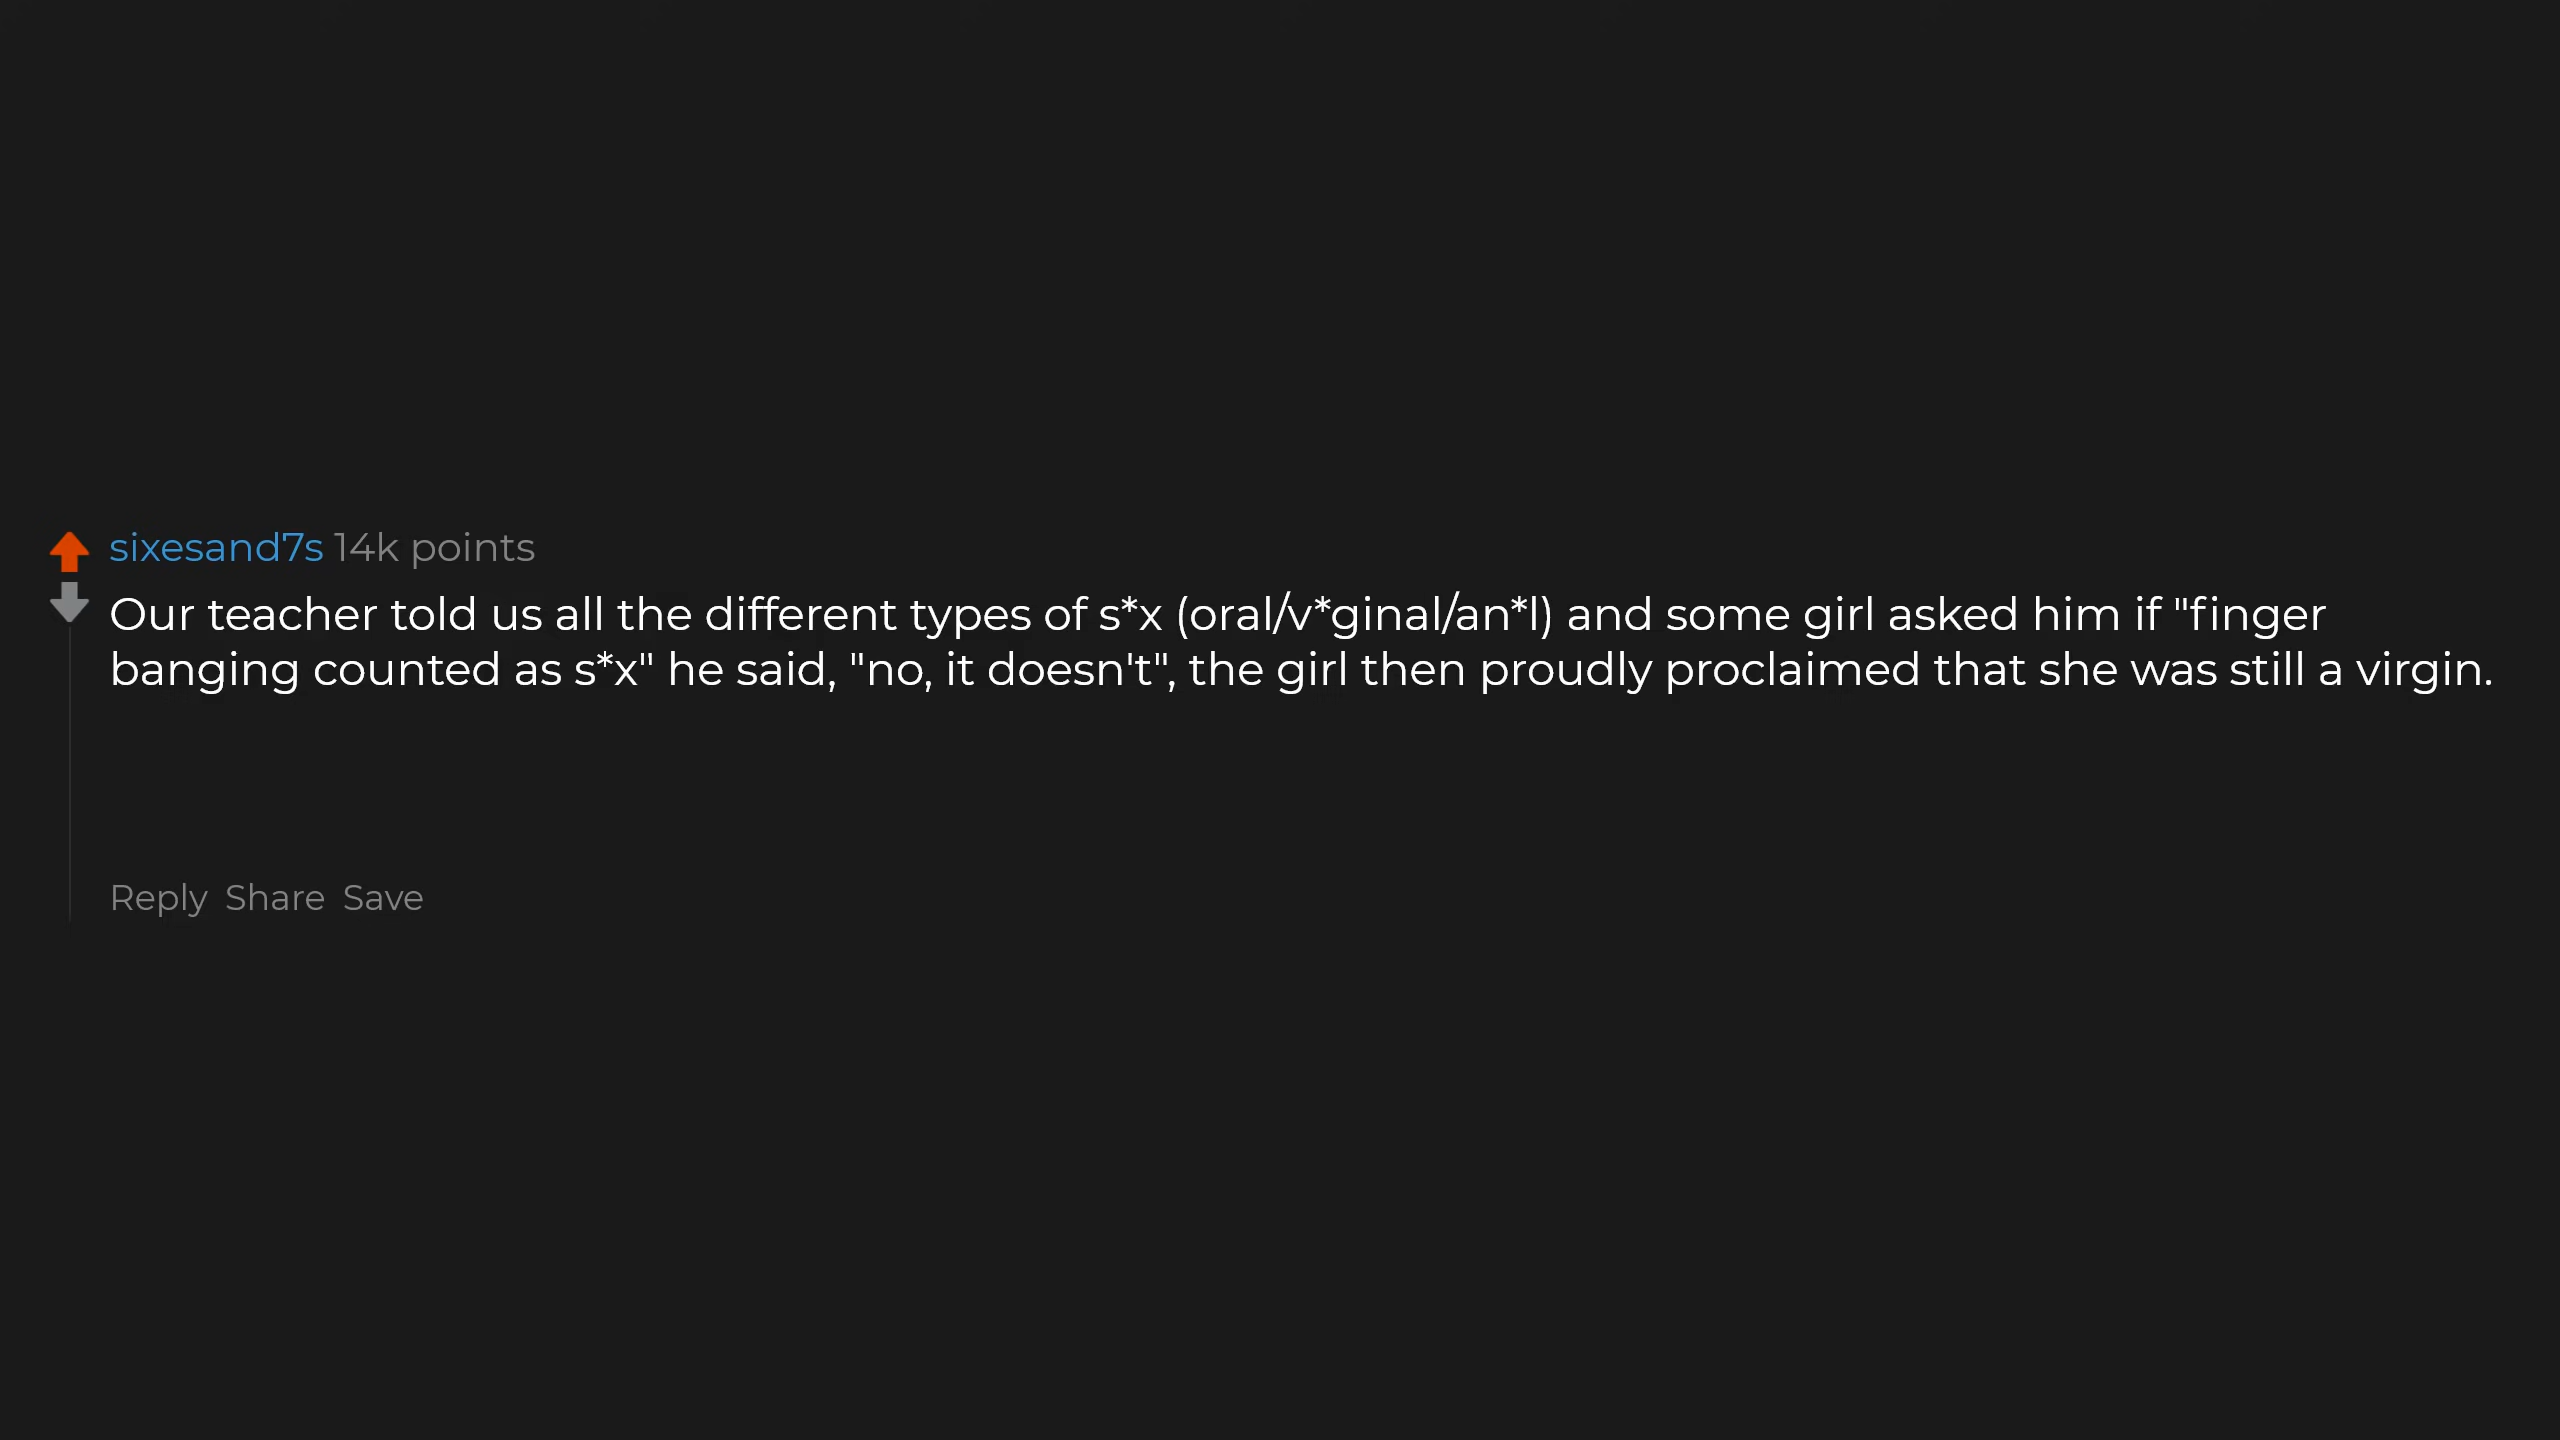 sixesand7s 14k points
Our teacher told us all the different types of s*x (oral/v*ginal/an*l) and some girl asked him if "finger
banging counted as s*x" he said, "no, it doesn't", the girl then proudly proclaimed that she was still a virgin.
Reply Share Save